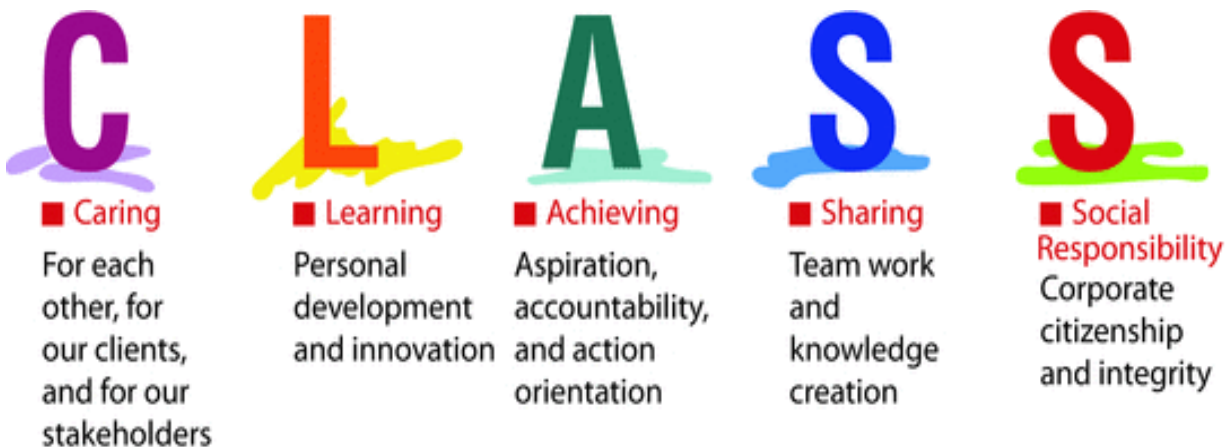 C L A S S
■ Caring
For each
other, for
our clients,
and for our
stakeholders
■ Learning
Personal
development
and innovation
■ Achieving
Aspiration,
accountability,
and action
orientation
■ Sharing
Team work
and
knowledge
creation
■ Social
Responsibility
Corporate
citizenship
and integrity